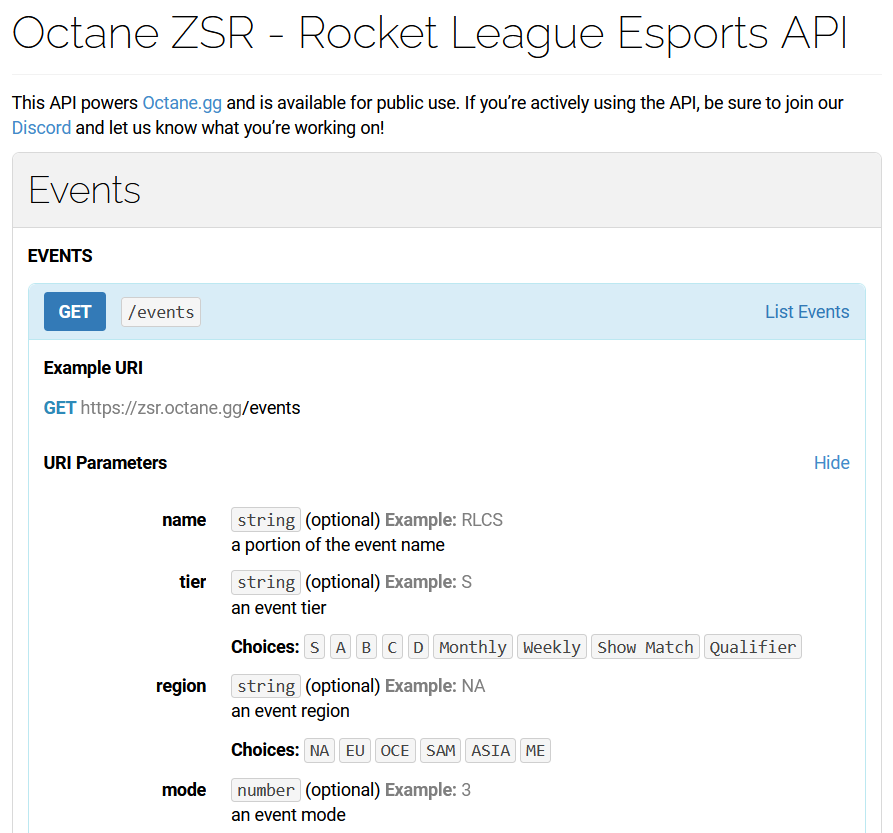 Octane ZSR - Rocket League Esports API
This API powers Octane.gg and is available for public use. If you’re actively using the API, be sure to join our
Discord and let us know what you’re working on!
Events
EVENTS
GET /events List Events
Example URI
GET https://zsr.octane.gg/events
URI Parameters Hide
name string (optional) Example: RLCS
a portion of the event name
tier string (optional) Example: S
an event tier
Choices: S A B C D Monthly Weekly Show Match Qualifier
region string (optional) Example: NA
an event region
Choices: NA EU OCE SAM ASIA ME
mode number (optional) Example: 3
an event mode